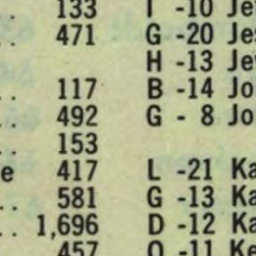 .. 133 I -10 Je
.. 471 G -20 Je
H -13 Je
.. 117 B -14 Jo
.. 492 G - 8 Jo
.. 153
e 417 L -21 Ka
.. 581 G -13 Ka
.. 1,696 D -12 Ka
457 O -11 Ke